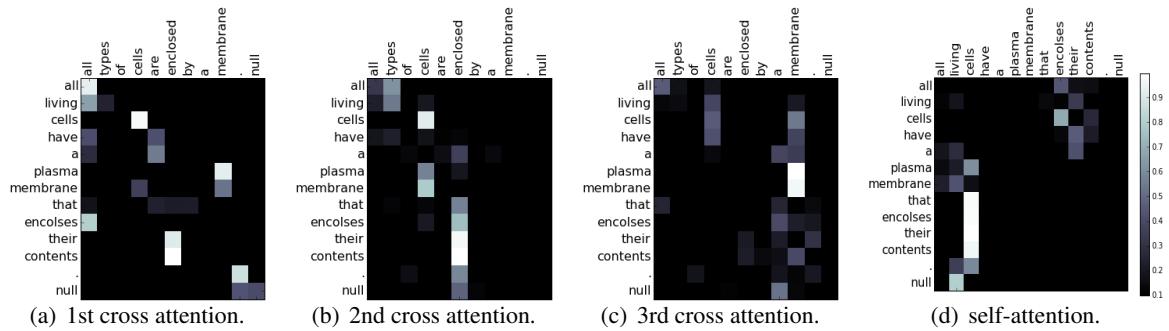 all types of cells are enclosed by a membrane . null
all
living
cells
have
a
plasma
membrane
that
encolses
their
contents
.
null
(a) 1st cross attention.
all types of cells are enclosed by a membrane . null
all
living
cells
have
a
plasma
membrane
that
encolses
their
contents
.
null
(b) 2nd cross attention.
all types of cells are enclosed by a membrane . null
all
living
cells
have
a
plasma
membrane
that
encolses
their
contents
.
null
(c) 3rd cross attention.
all living cells have a plasma membrane that encolses their contents . null
all
living
cells
have
a
plasma
membrane
that
encolses
their
contents
.
null
0.9
0.8
0.7
0.6
0.5
0.4
0.3
0.2
0.1
(d) self-attention.